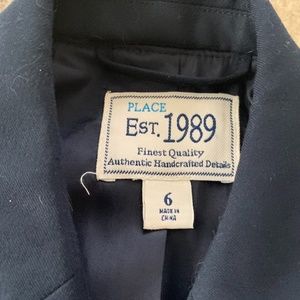 PLACE
EST. 1989
Finest Quality
Authentic Handcrafted Details
6
MADE IN
CHINA